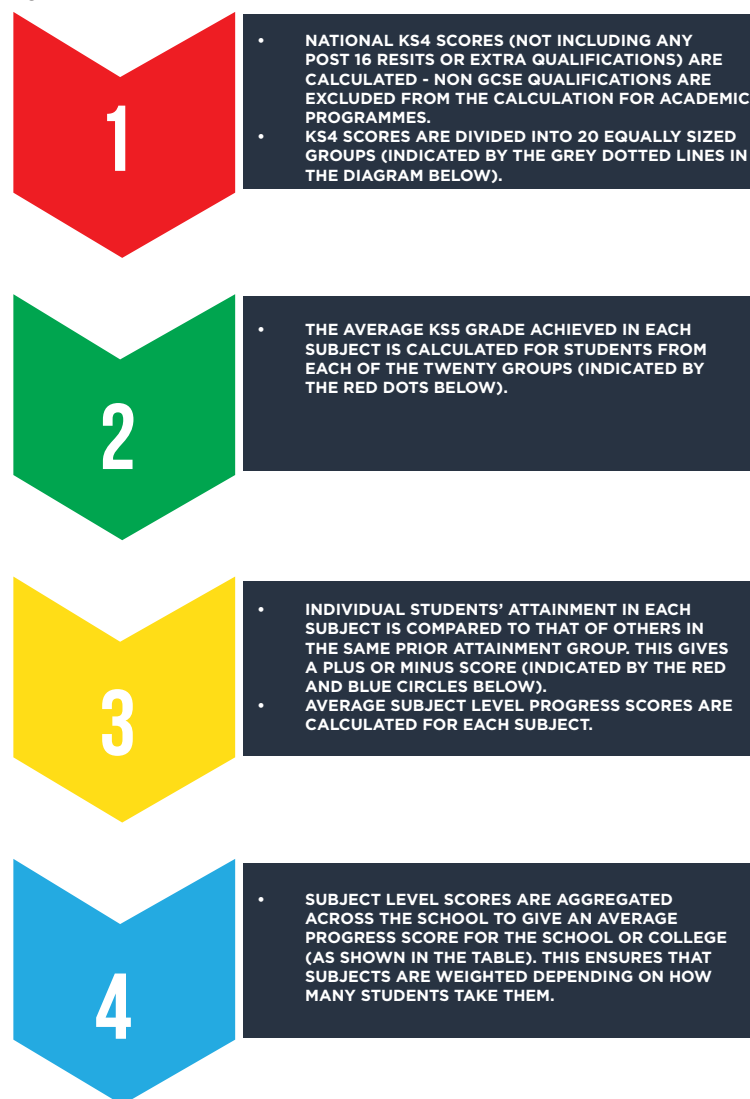 1
• NATIONAL KS4 SCORES (NOT INCLUDING ANY
POST 16 RESITS OR EXTRA QUALIFICATIONS) ARE
CALCULATED - NON GCSE QUALIFICATIONS ARE
EXCLUDED FROM THE CALCULATION FOR ACADEMIC
PROGRAMMES.
• KS4 SCORES ARE DIVIDED INTO 20 EQUALLY SIZED
GROUPS (INDICATED BY THE GREY DOTTED LINES IN
THE DIAGRAM BELOW).
2
• THE AVERAGE KS5 GRADE ACHIEVED IN EACH
SUBJECT IS CALCULATED FOR STUDENTS FROM
EACH OF THE TWENTY GROUPS (INDICATED BY
THE RED DOTS BELOW).
3
• INDIVIDUAL STUDENTS' ATTAINMENT IN EACH
SUBJECT IS COMPARED TO THAT OF OTHERS IN
THE SAME PRIOR ATTAINMENT GROUP. THIS GIVES
A PLUS OR MINUS SCORE (INDICATED BY THE RED
AND BLUE CIRCLES BELOW).
• AVERAGE SUBJECT LEVEL PROGRESS SCORES ARE
CALCULATED FOR EACH SUBJECT.
4
• SUBJECT LEVEL SCORES ARE AGGREGATED
ACROSS THE SCHOOL TO GIVE AN AVERAGE
PROGRESS SCORE FOR THE SCHOOL OR COLLEGE
(AS SHOWN IN THE TABLE). THIS ENSURES THAT
SUBJECTS ARE WEIGHTED DEPENDING ON HOW
MANY STUDENTS TAKE THEM.